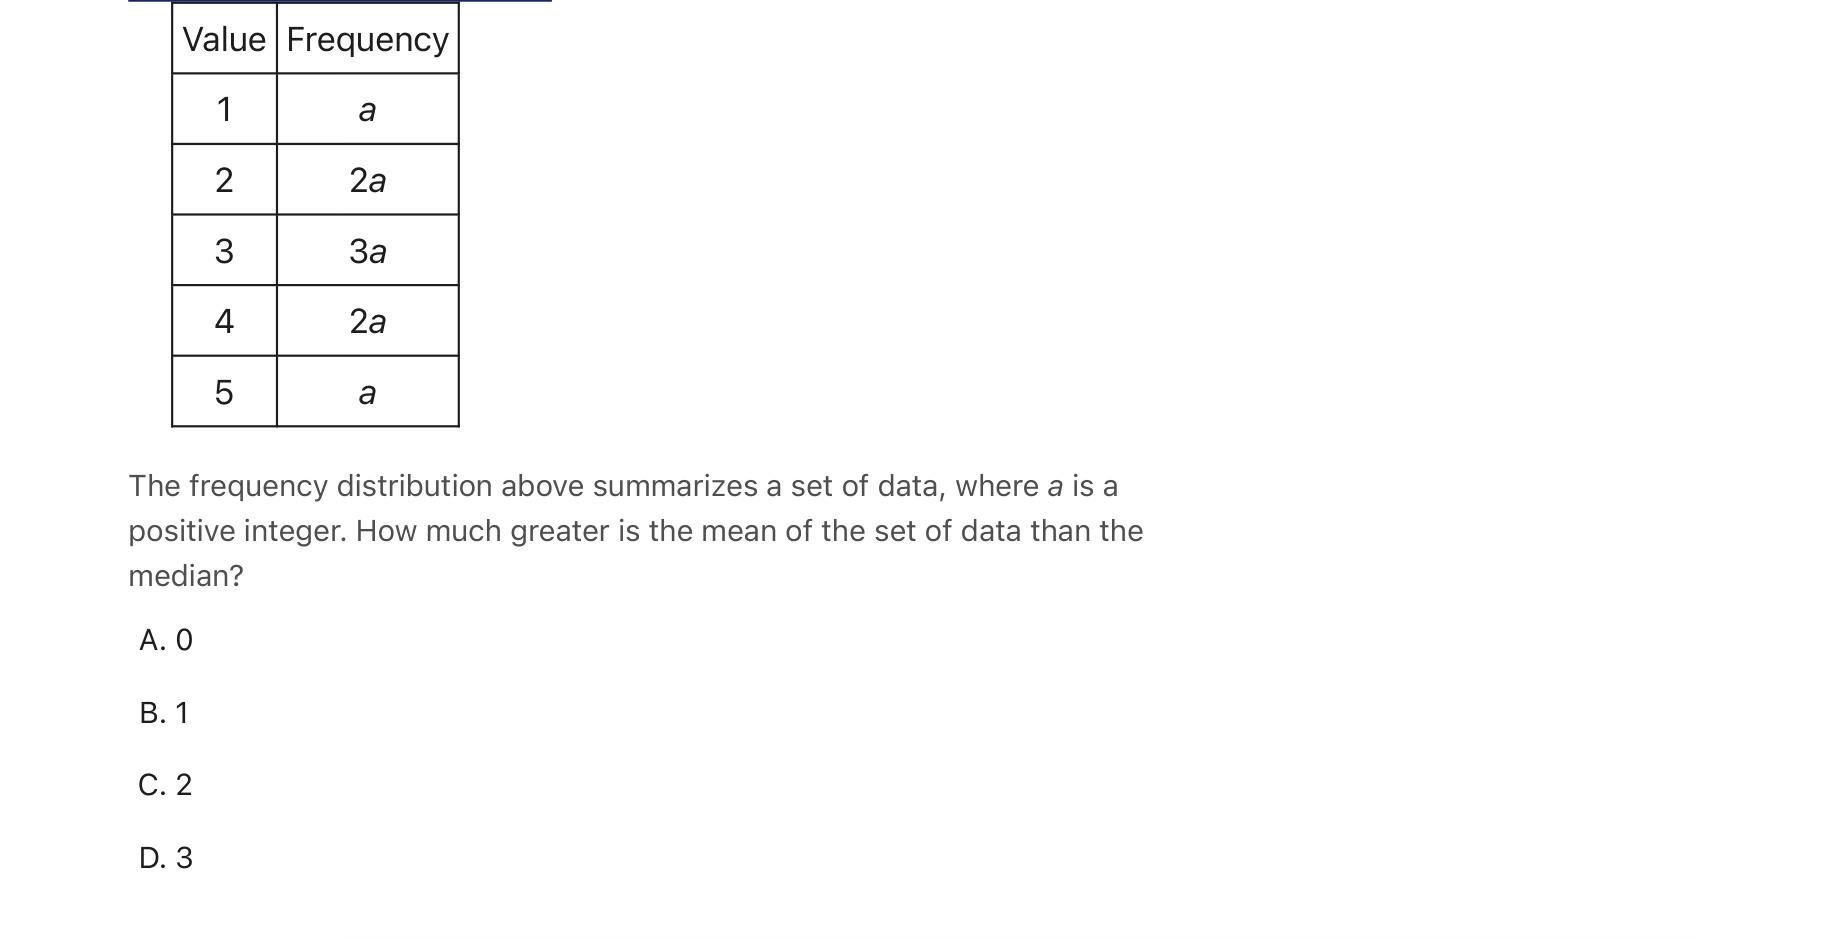 Value Frequency
1 a
2 2a
3 3a
4 2a
5 a
The frequency distribution above summarizes a set of data, where a is a
positive integer. How much greater is the mean of the set of data than the
median?
A. 0
B. 1
C. 2
D. 3